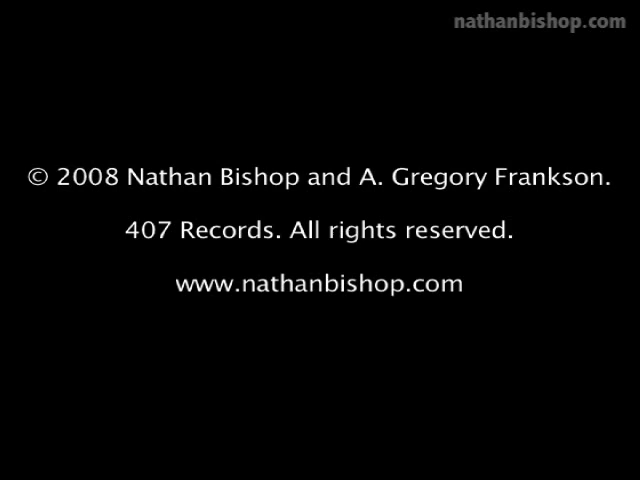 nathanbishop.com
© 2008 Nathan Bishop and A. Gregory Frankson.
407 Records. All rights reserved.
www.nathanbishop.com